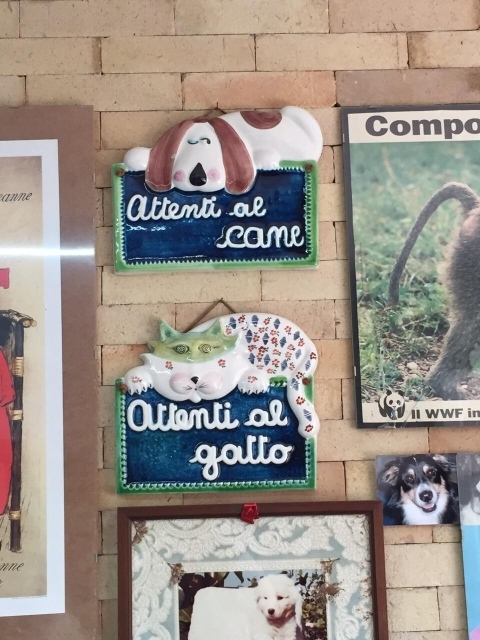 Attenti al
cane
Attenti al
gatto
Compo
Il WWF in